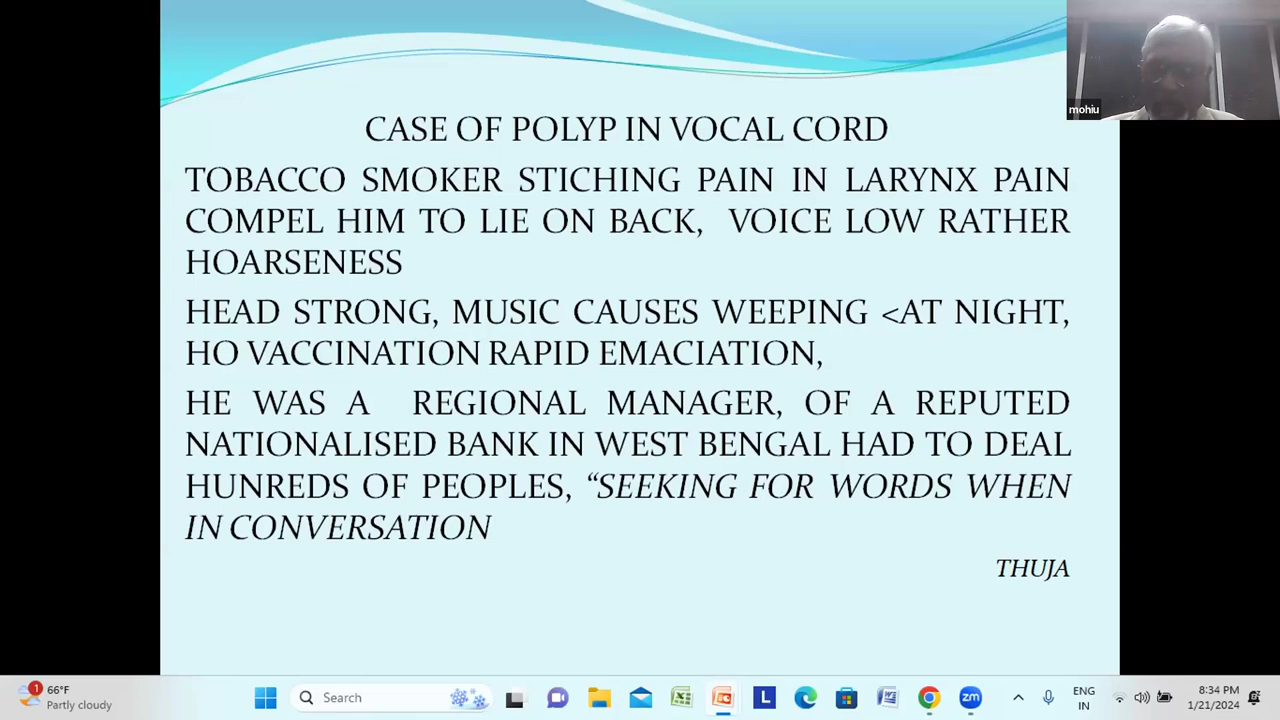 mohiu
CASE OF POLYP IN VOCAL CORD
TOBACCO SMOKER STICHING PAIN IN LARYNX PAIN
COMPEL HIM TO LIE ON BACK, VOICE LOW RATHER
HOARSENESS
HEAD STRONG, MUSIC CAUSES WEEPING <AT NIGHT,
HO VACCINATION RAPID EMACIATION,
HE WAS A REGIONAL MANAGER, OF A REPUTED
NATIONALISED BANK IN WEST BENGAL HAD TO DEAL
HUNREDS OF PEOPLES, “SEEKING FOR WORDS WHEN
IN CONVERSATION
THUJA
1
66°F
Partly cloudy
Search
L
zm
ENG
IN
8:34 PM
1/21/2024